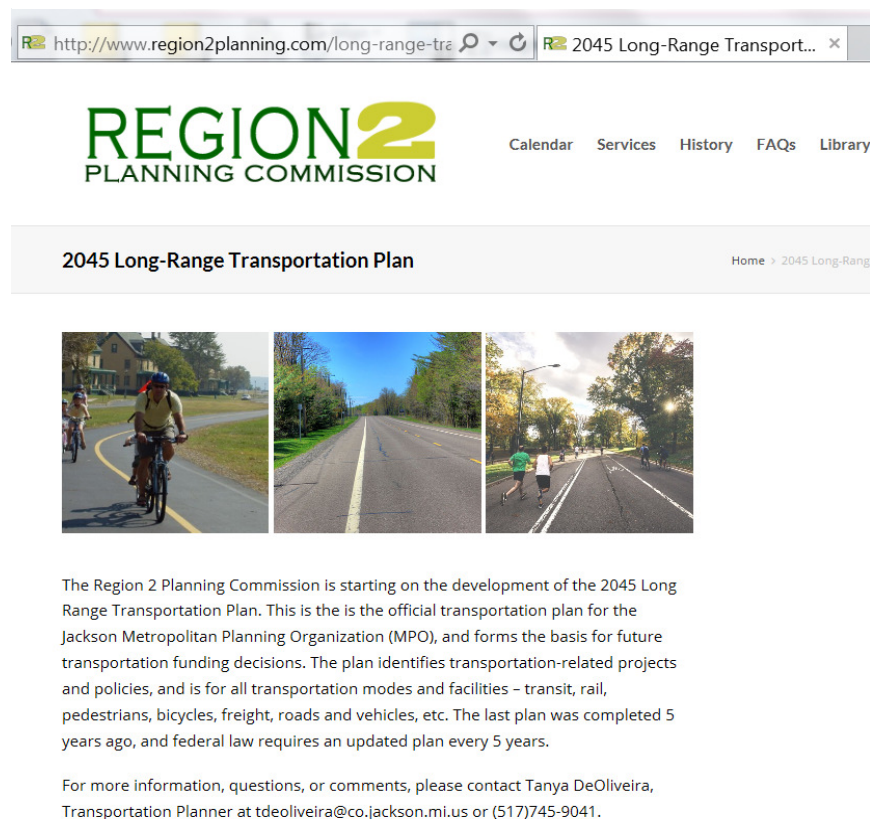 http://www.region2planning.com/long-range-tra
R2 2045 Long-Range Transport...
REGION2
PLANNING COMMISSION
Calendar Services History FAQs Library
2045 Long-Range Transportation Plan
Home > 2045 Long-Rang
The Region 2 Planning Commission is starting on the development of the 2045 Long
Range Transportation Plan. This is the is the official transportation plan for the
Jackson Metropolitan Planning Organization (MPO), and forms the basis for future
transportation funding decisions. The plan identifies transportation-related projects
and policies, and is for all transportation modes and facilities – transit, rail,
pedestrians, bicycles, freight, roads and vehicles, etc. The last plan was completed 5
years ago, and federal law requires an updated plan every 5 years.
For more information, questions, or comments, please contact Tanya DeOliveira,
Transportation Planner at tdeoliveira@co.jackson.mi.us or (517)745-9041.